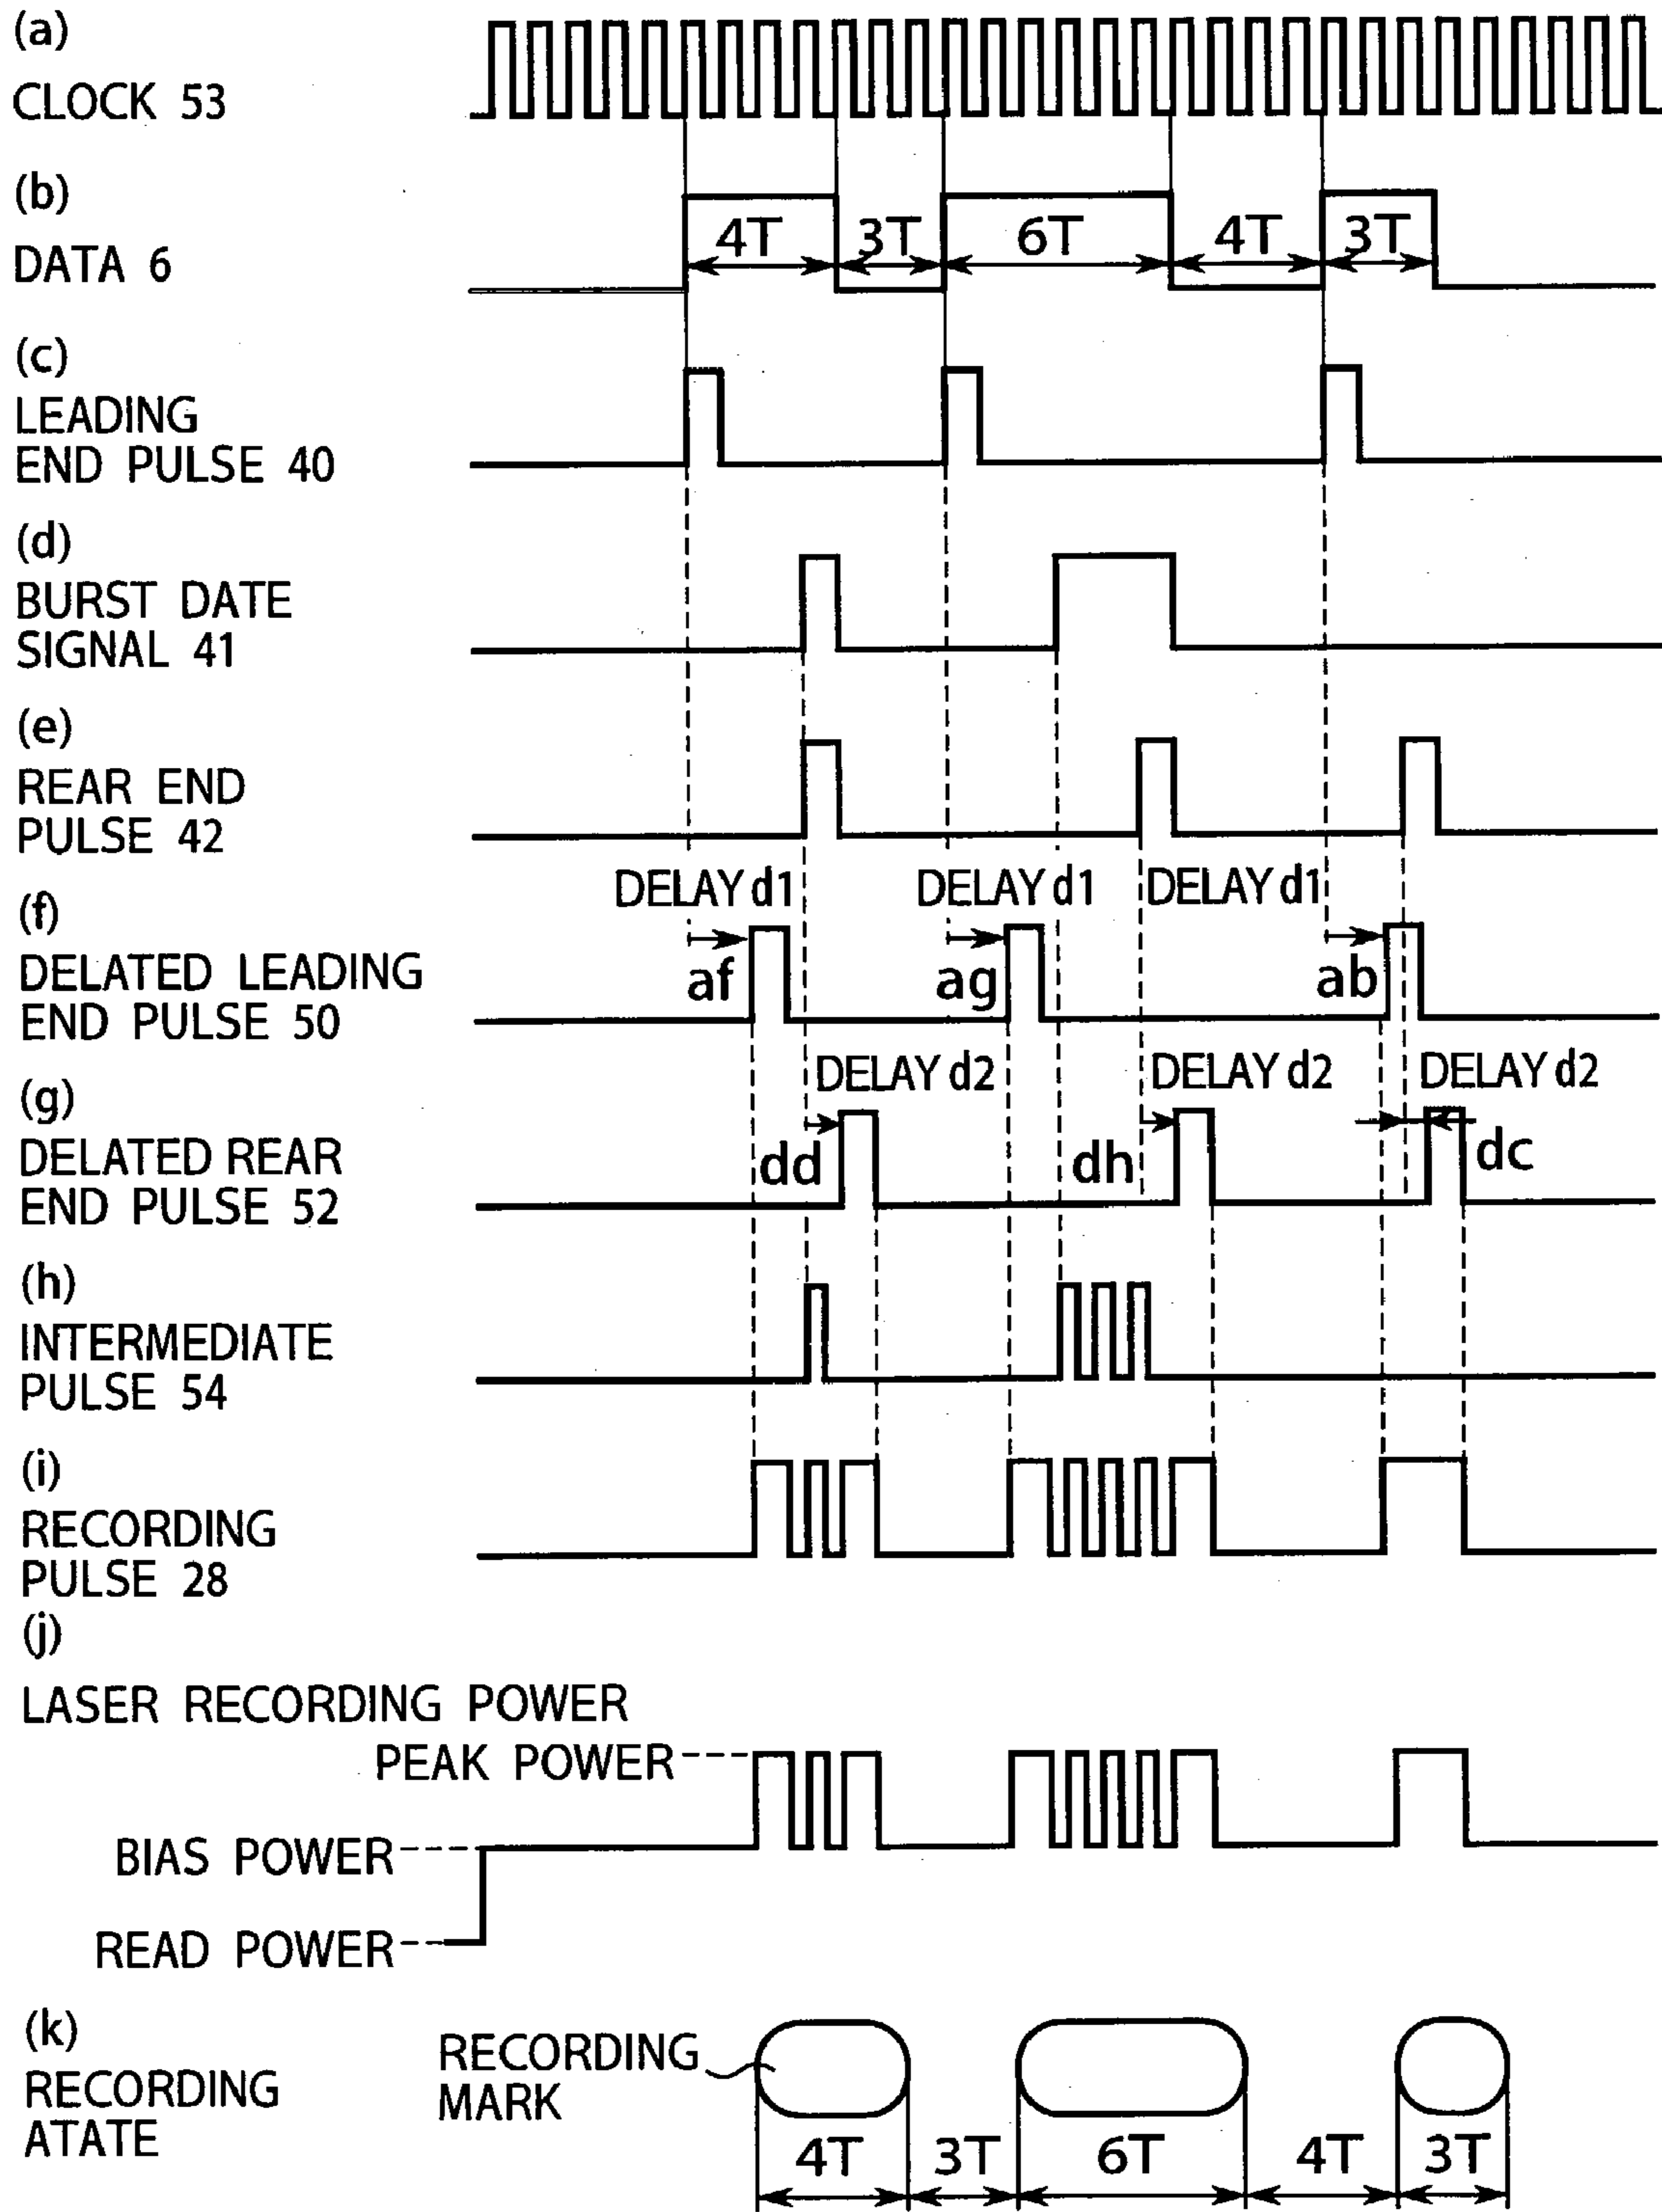 (a)
CLOCK 53
(b)
DATA 6
4T 3T 6T 4T 3T
(c)
LEADING
END PULSE 40
(d)
BURST DATE
SIGNAL 41
(e)
REAR END
PULSE 42
DELAY d1 DELAY d1 DELAY d1
(f)
DELATED LEADING
END PULSE 50
af ag ab
DELAY d2 DELAY d2 DELAY d2
(g)
DELATED REAR
END PULSE 52
dd dh dc
(h)
INTERMEDIATE
PULSE 54
(i)
RECORDING
PULSE 28
(j)
LASER RECORDING POWER
PEAK POWER
BIAS POWER
READ POWER
(k)
RECORDING
ATATE
RECORDING
MARK
4T 3T 6T 4T 3T